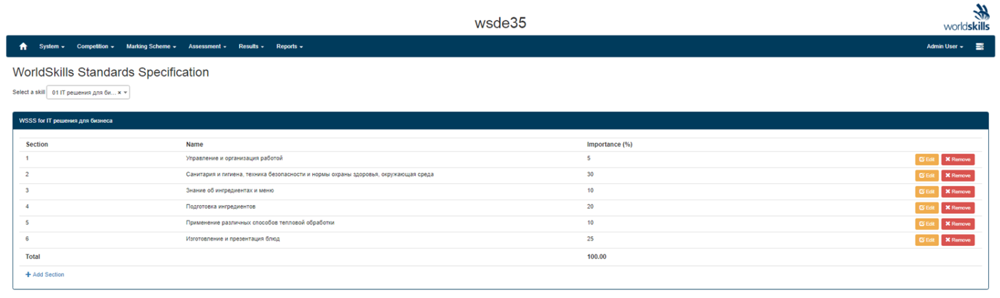 wsde35
worldskills
System Competition Marking Scheme Assessment Results Reports Admin User
WorldSkills Standards Specification
Select a skill 01 IT решения для би... ×
WSSS for IT решения для бизнеса
Section Name Importance (%)
1 Управление и организация работой 5 Edit Remove
2 Санитария и гигиена, техника безопасности и нормы охраны здоровья, окружающая среда 30 Edit Remove
3 Знание об ингредиентах и меню 10 Edit Remove
4 Подготовка ингредиентов 20 Edit Remove
5 Применение различных способов тепловой обработки 10 Edit Remove
6 Изготовление и презентация блюд 25 Edit Remove
Total 100.00
+ Add Section